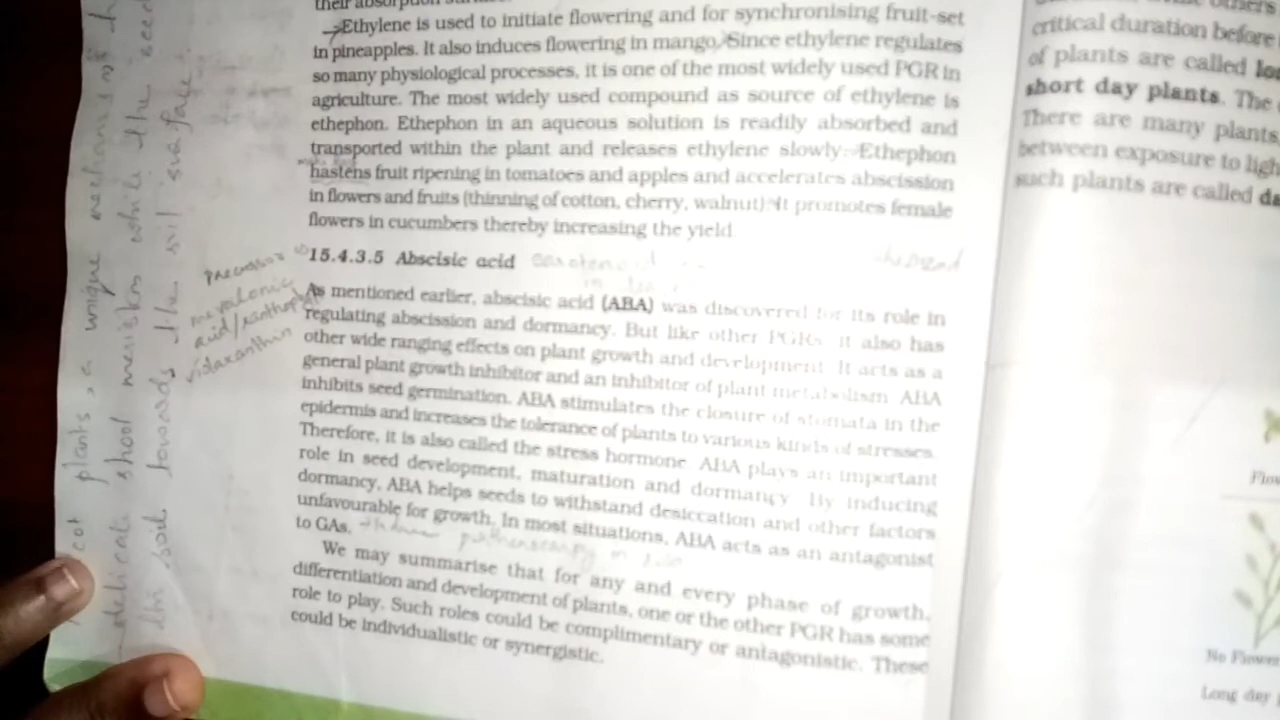 their absorption
Ethylene is used to initiate flowering and for synchronising fruit-set
in pineapples. It also induces flowering in mango. Since ethylene regulates
so many physiological processes, it is one of the most widely used PGR in
agriculture. The most widely used compound as source of ethylene is
ethephon. Ethephon in an aqueous solution is readily absorbed and
transported within the plant and releases ethylene slowly. Ethephon
hastens fruit ripening in tomatoes and apples and accelerates abscission
in flowers and fruits (thinning of cotton, cherry, walnut). It promotes female
flowers in cucumbers thereby increasing the yield
15.4.3.5 Abscisic acid
As mentioned earlier, abscisic acid (ABA) was discovered for its role in
regulating abscission and dormancy. But like other PGRs, it also has
other wide ranging effects on plant growth and development. It acts as a
general plant growth inhibitor and an inhibitor of plant metabolism. ABA
inhibits seed germination. ABA stimulates the closure of stomata in the
epidermis and increases the tolerance of plants to various kinds of stresses.
Therefore, it is also called the stress hormone. ABA plays an important
role in seed development, maturation and dormancy. By inducing
dormancy, ABA helps seeds to withstand desiccation and other factors
unfavourable for growth. In most situations, ABA acts as an antagonist
to GAs.
We may summarise that for any and every phase of growth,
differentiation and development of plants, one or the other PGR has some
role to play. Such roles could be complimentary or antagonistic. These
could be individualistic or synergistic.
plants, a unique mechanism
delicate shoot while the seed
towards the soil surface.
precursor
mevalonic
acid/xanthophyll
violaxanthin
others
critical duration before
of plants are called
short day plants. The
There are many plants,
between exposure to
such plants are called
No
Long day